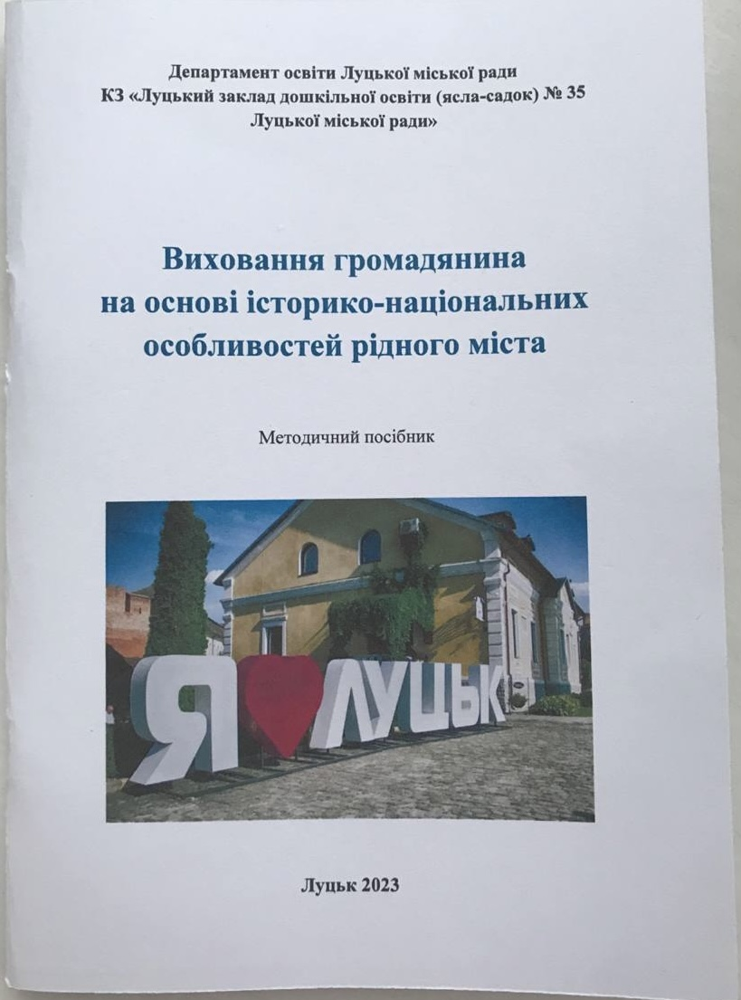 Департамент освіти Луцької міської ради
КЗ «Луцький заклад дошкільної освіти (ясла-садок) № 35
Луцької міської ради»
Виховання громадянина
на основі історико-національних
особливостей рідного міста
Методичний посібник
Я ЛУЦЬК
Луцьк 2023